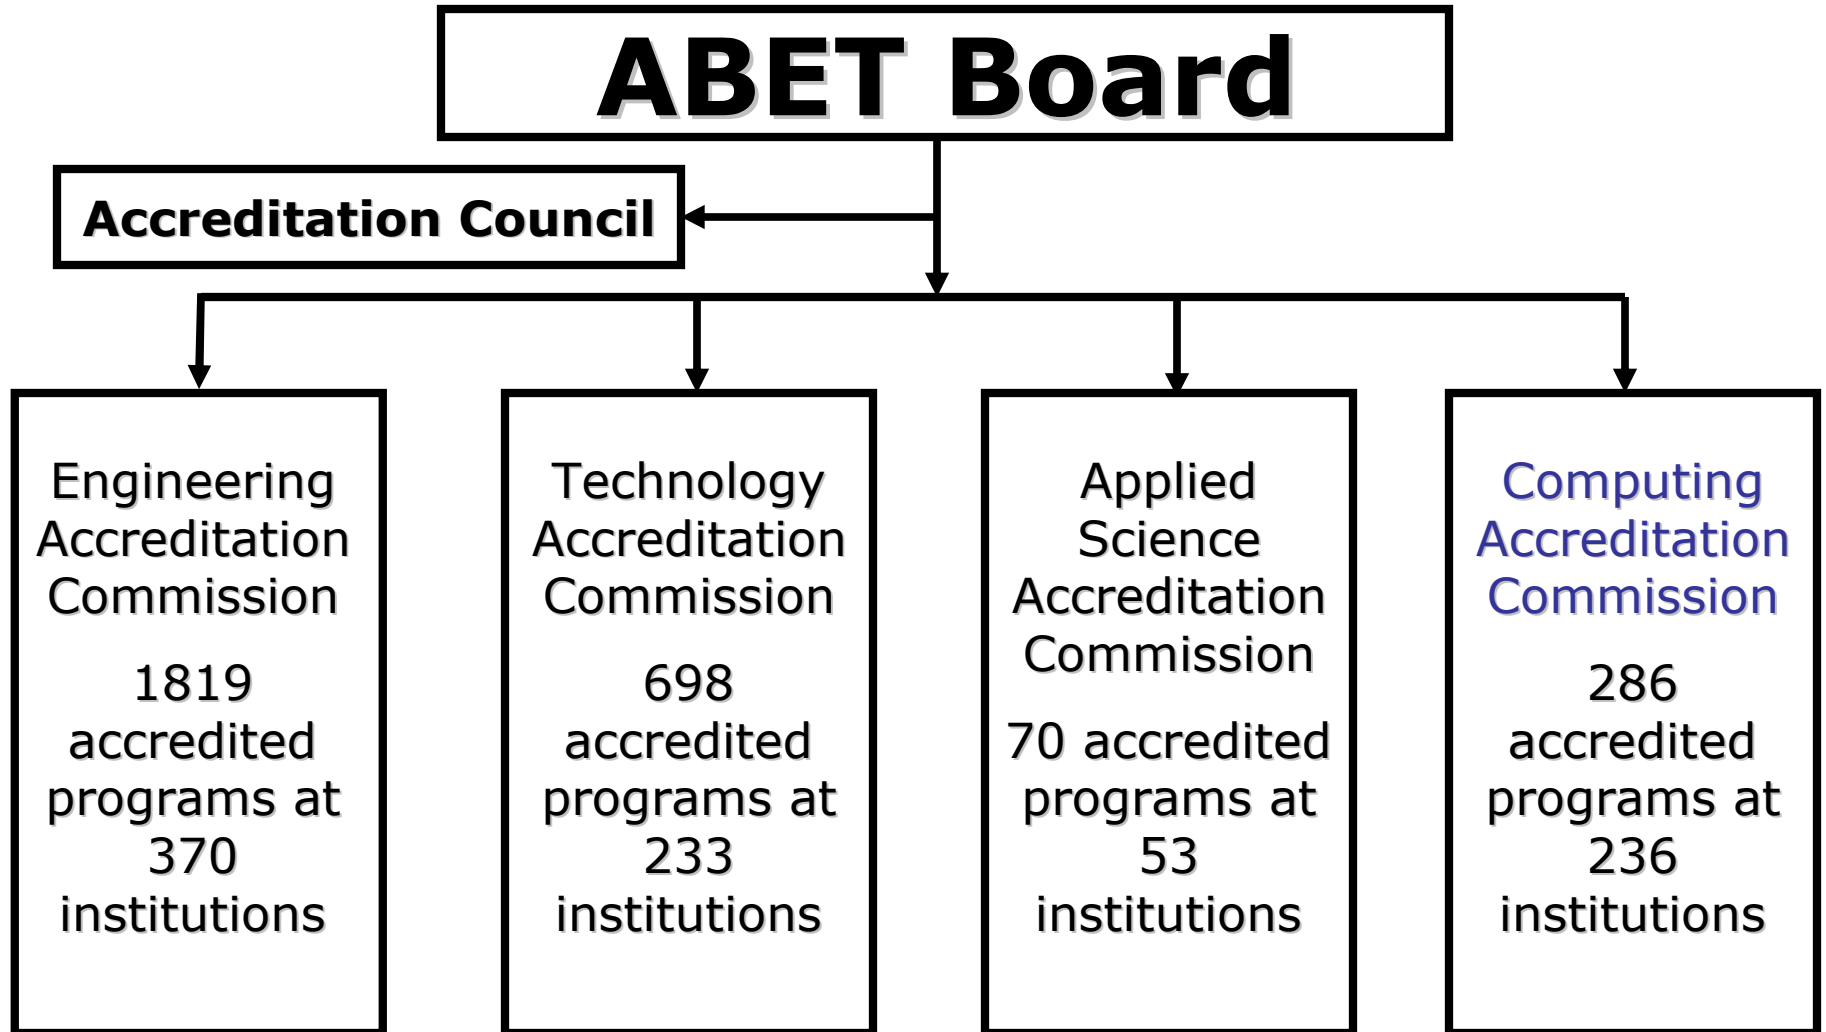 ABET Board
Accreditation Council
Engineering
Accreditation
Commission
1819
accredited
programs at
370
institutions
Technology
Accreditation
Commission
698
accredited
programs at
233
institutions
Applied
Science
Accreditation
Commission
70 accredited
programs at
53
institutions
Computing
Accreditation
Commission
286
accredited
programs at
236
institutions